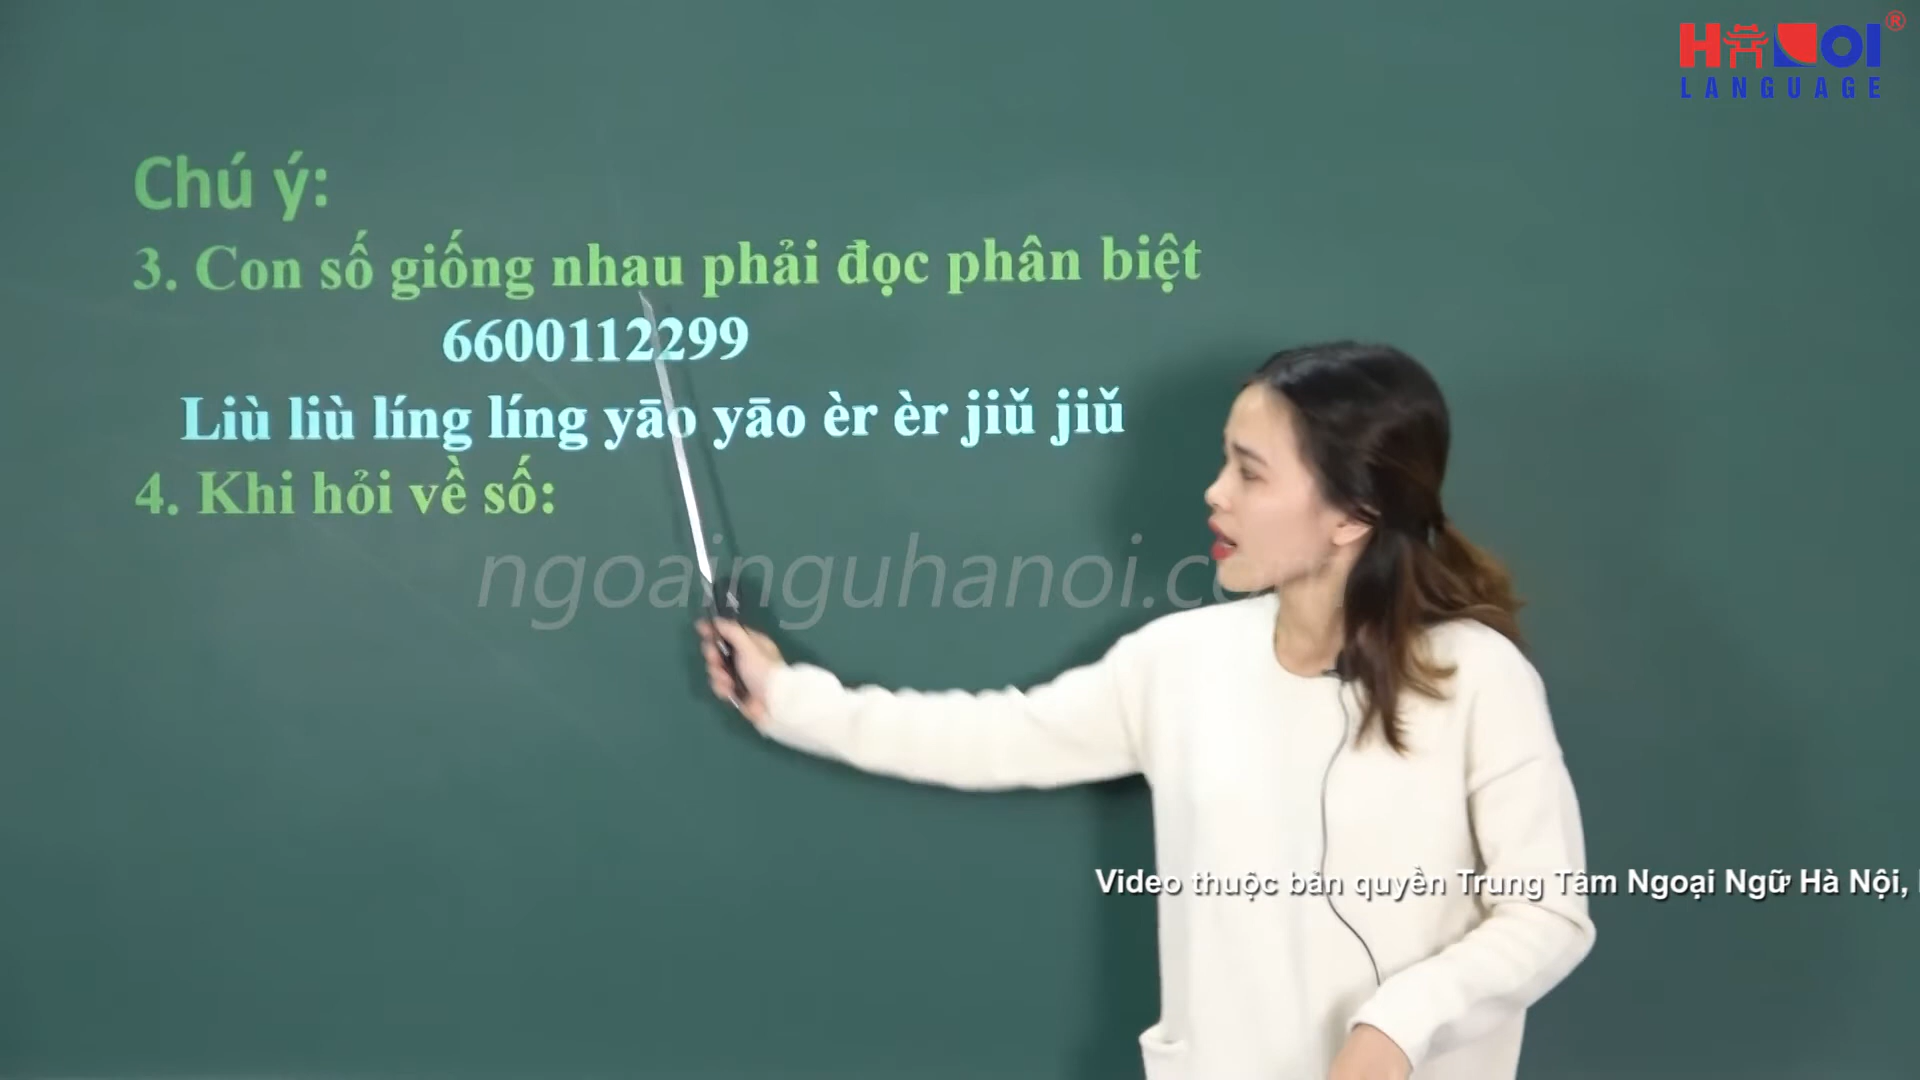 HANOI®
LANGUAGE
Chú ý:
3. Con số giống nhau phải đọc phân biệt
6600112299
Liù liù líng líng yāo yāo èr èr jiǔ jiǔ
4. Khi hỏi về số:
ngoainguhanoi.com
Video thuộc bản quyền Trung Tâm Ngoại Ngữ Hà Nội,